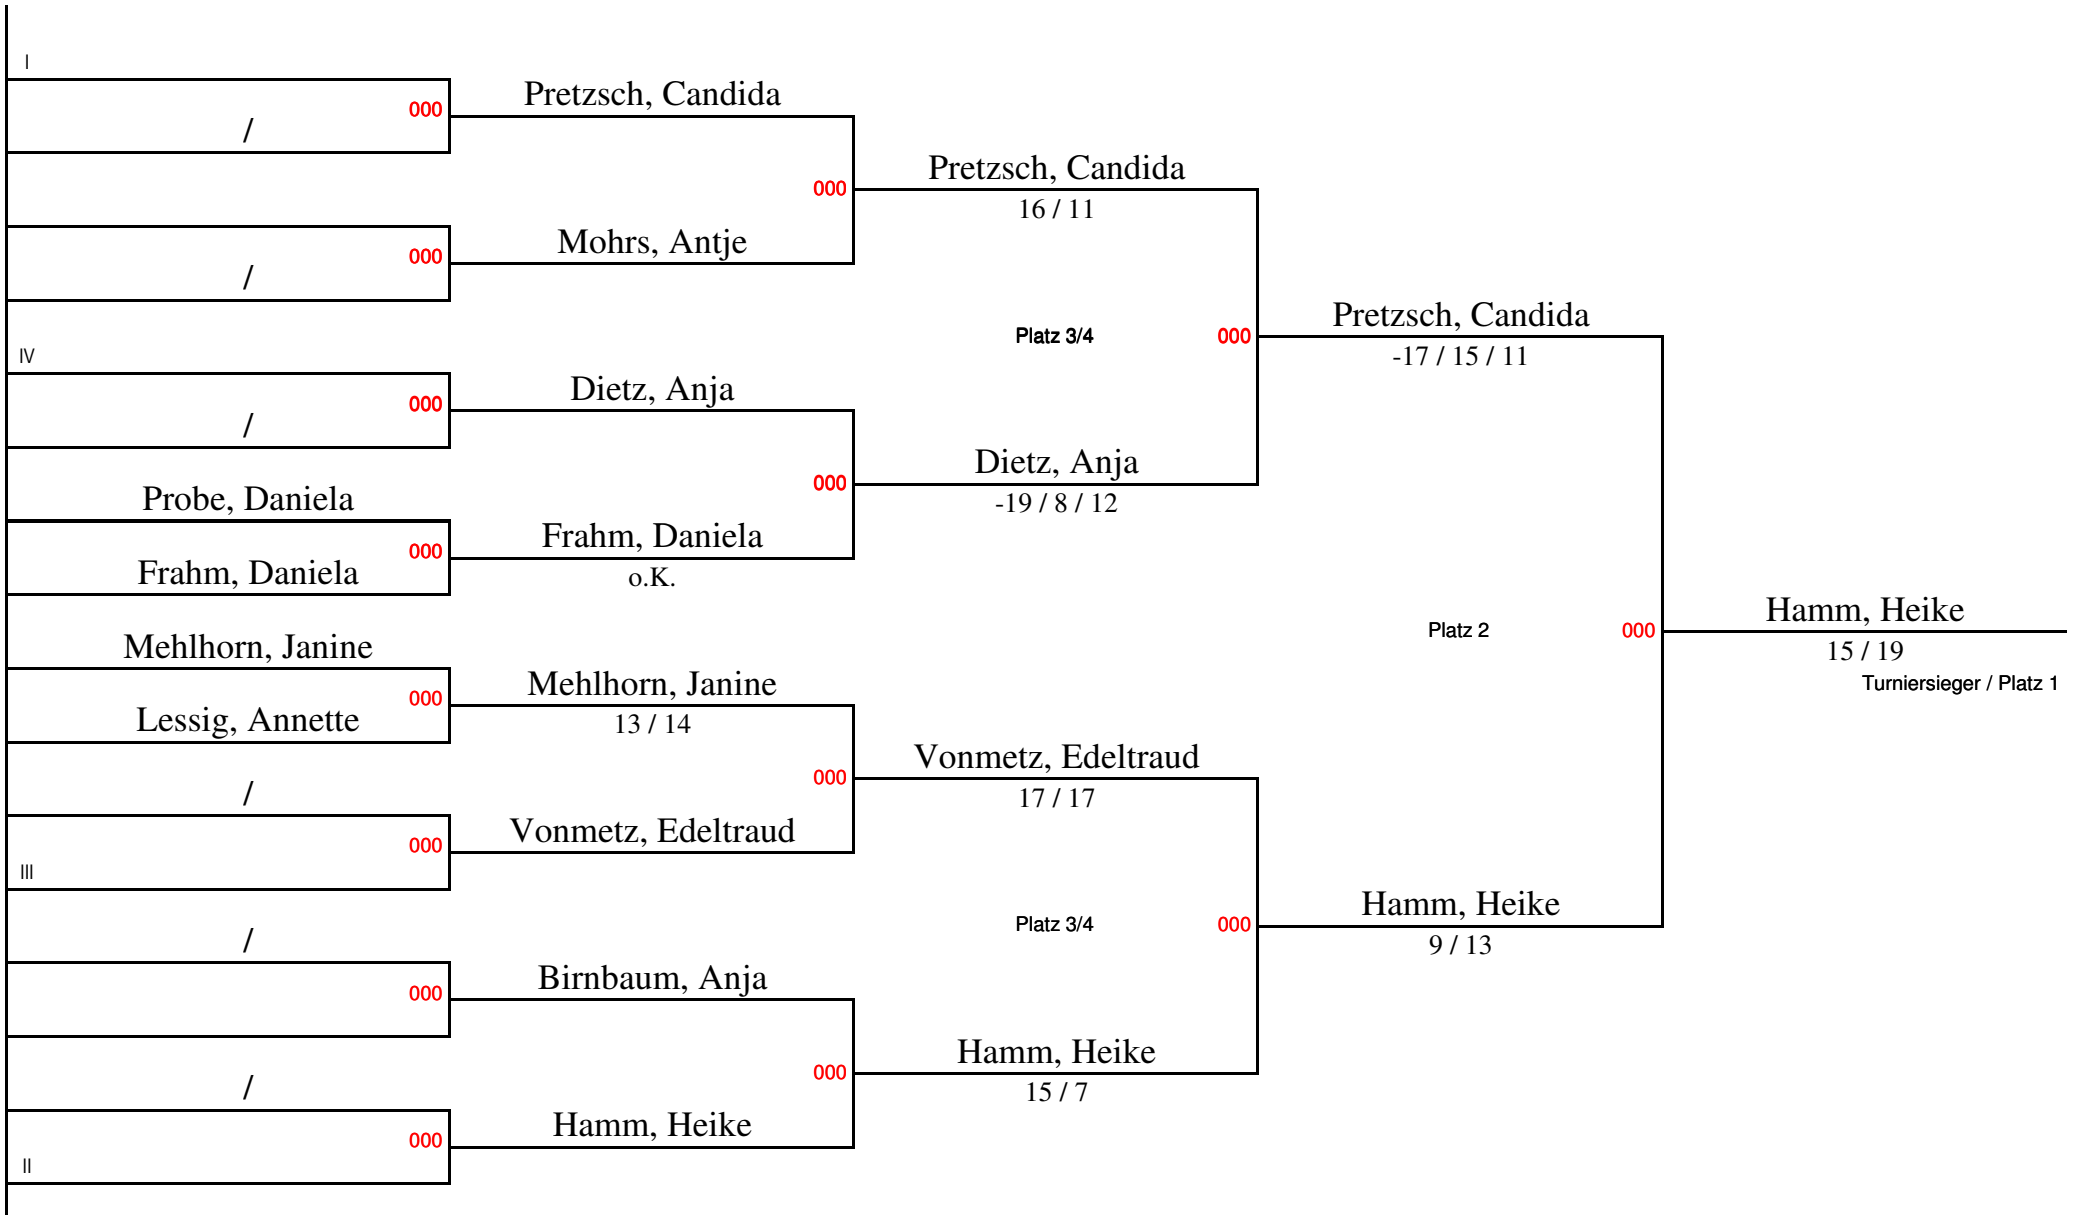 I
000
/
Pretzsch, Candida
000
Pretzsch, Candida
16 / 11
000
/
Mohrs, Antje
Platz 3/4
000
Pretzsch, Candida
-17 / 15 / 11
IV
000
/
Dietz, Anja
000
Dietz, Anja
-19 / 8 / 12
Probe, Daniela
000
Frahm, Daniela
Frahm, Daniela
o.K.
Platz 2
000
Hamm, Heike
15 / 19
Turniersieger / Platz 1
Mehlhorn, Janine
000
Lessig, Annette
Mehlhorn, Janine
13 / 14
000
Vonmetz, Edeltraud
17 / 17
/
000
III
Vonmetz, Edeltraud
Platz 3/4
000
Hamm, Heike
9 / 13
/
000
Birnbaum, Anja
000
Hamm, Heike
15 / 7
/
000
II
Hamm, Heike